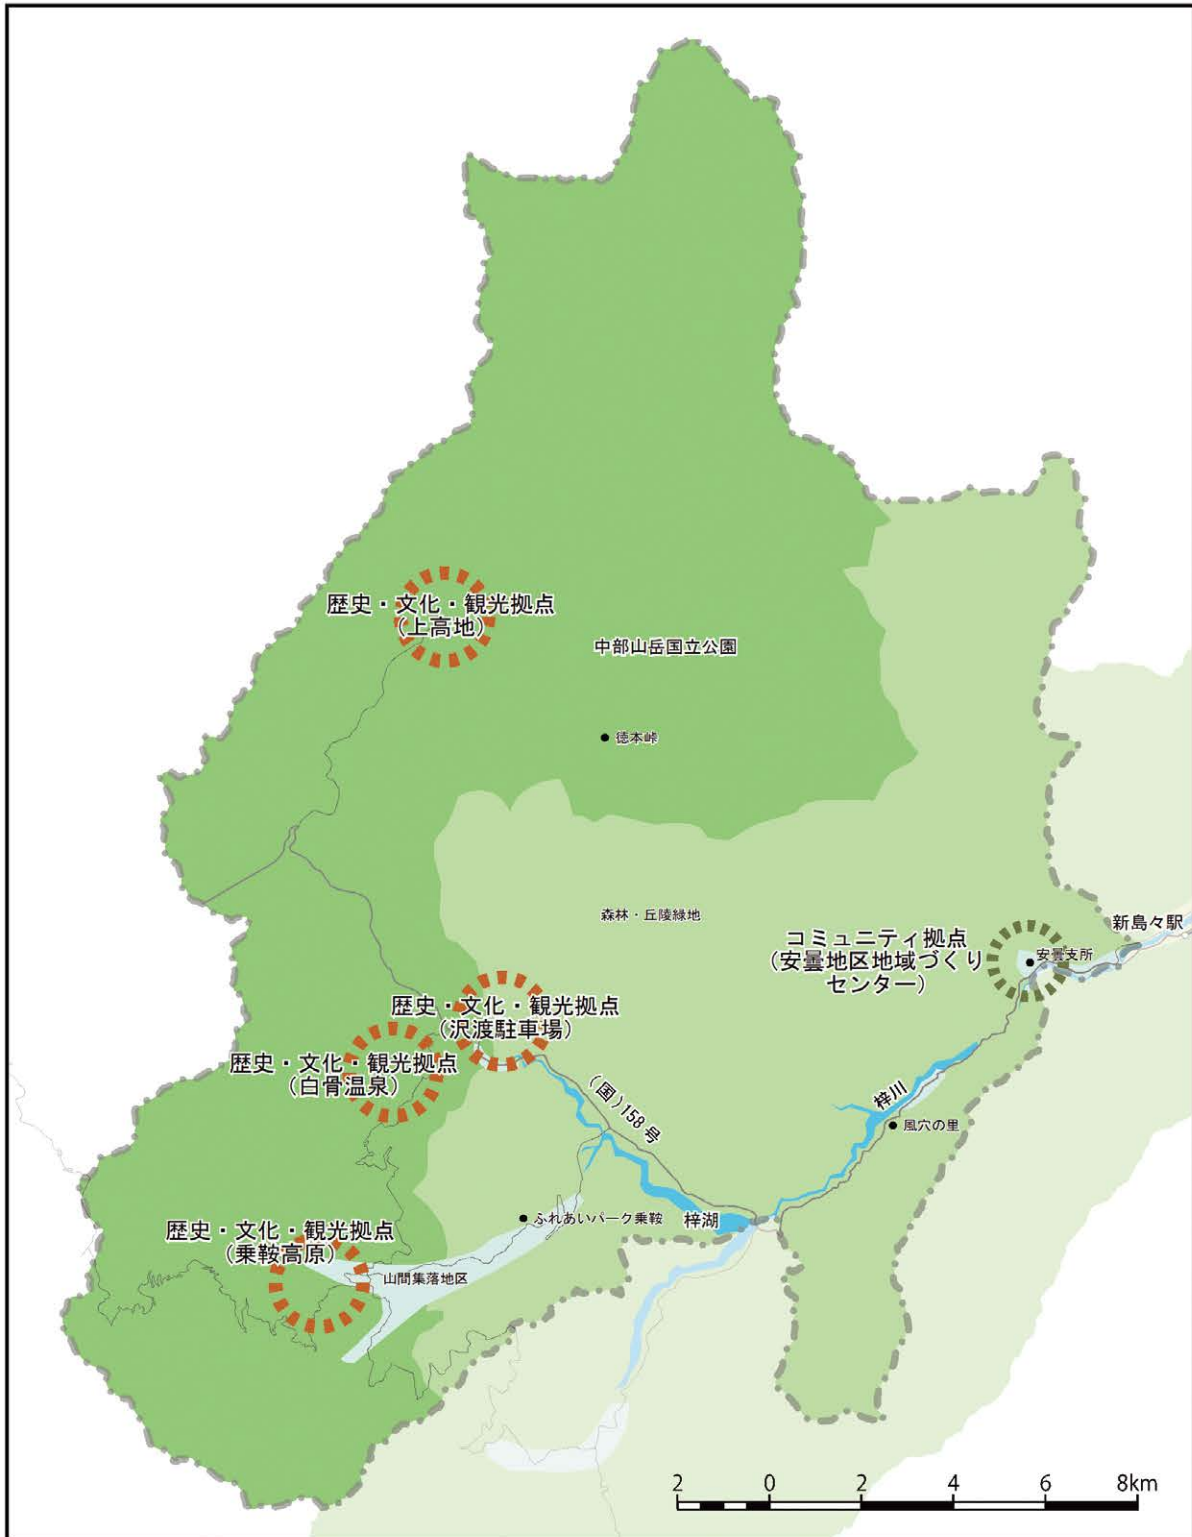 歴史・文化・観光拠点
(上高地)
中部山岳国立公園
徳本峠
森林・丘陵緑地
新島々駅
コミュニティ拠点
(安曇地区地域づくり
センター)
安曇支所
歴史・文化・観光拠点
(沢渡駐車場)
歴史・文化・観光拠点
(白骨温泉)
(国)158号
梓川
風穴の里
ふれあいパーク乗鞍
梓湖
歴史・文化・観光拠点
(乗鞍高原)
山間集落地区
2 0 2 4 6 8km